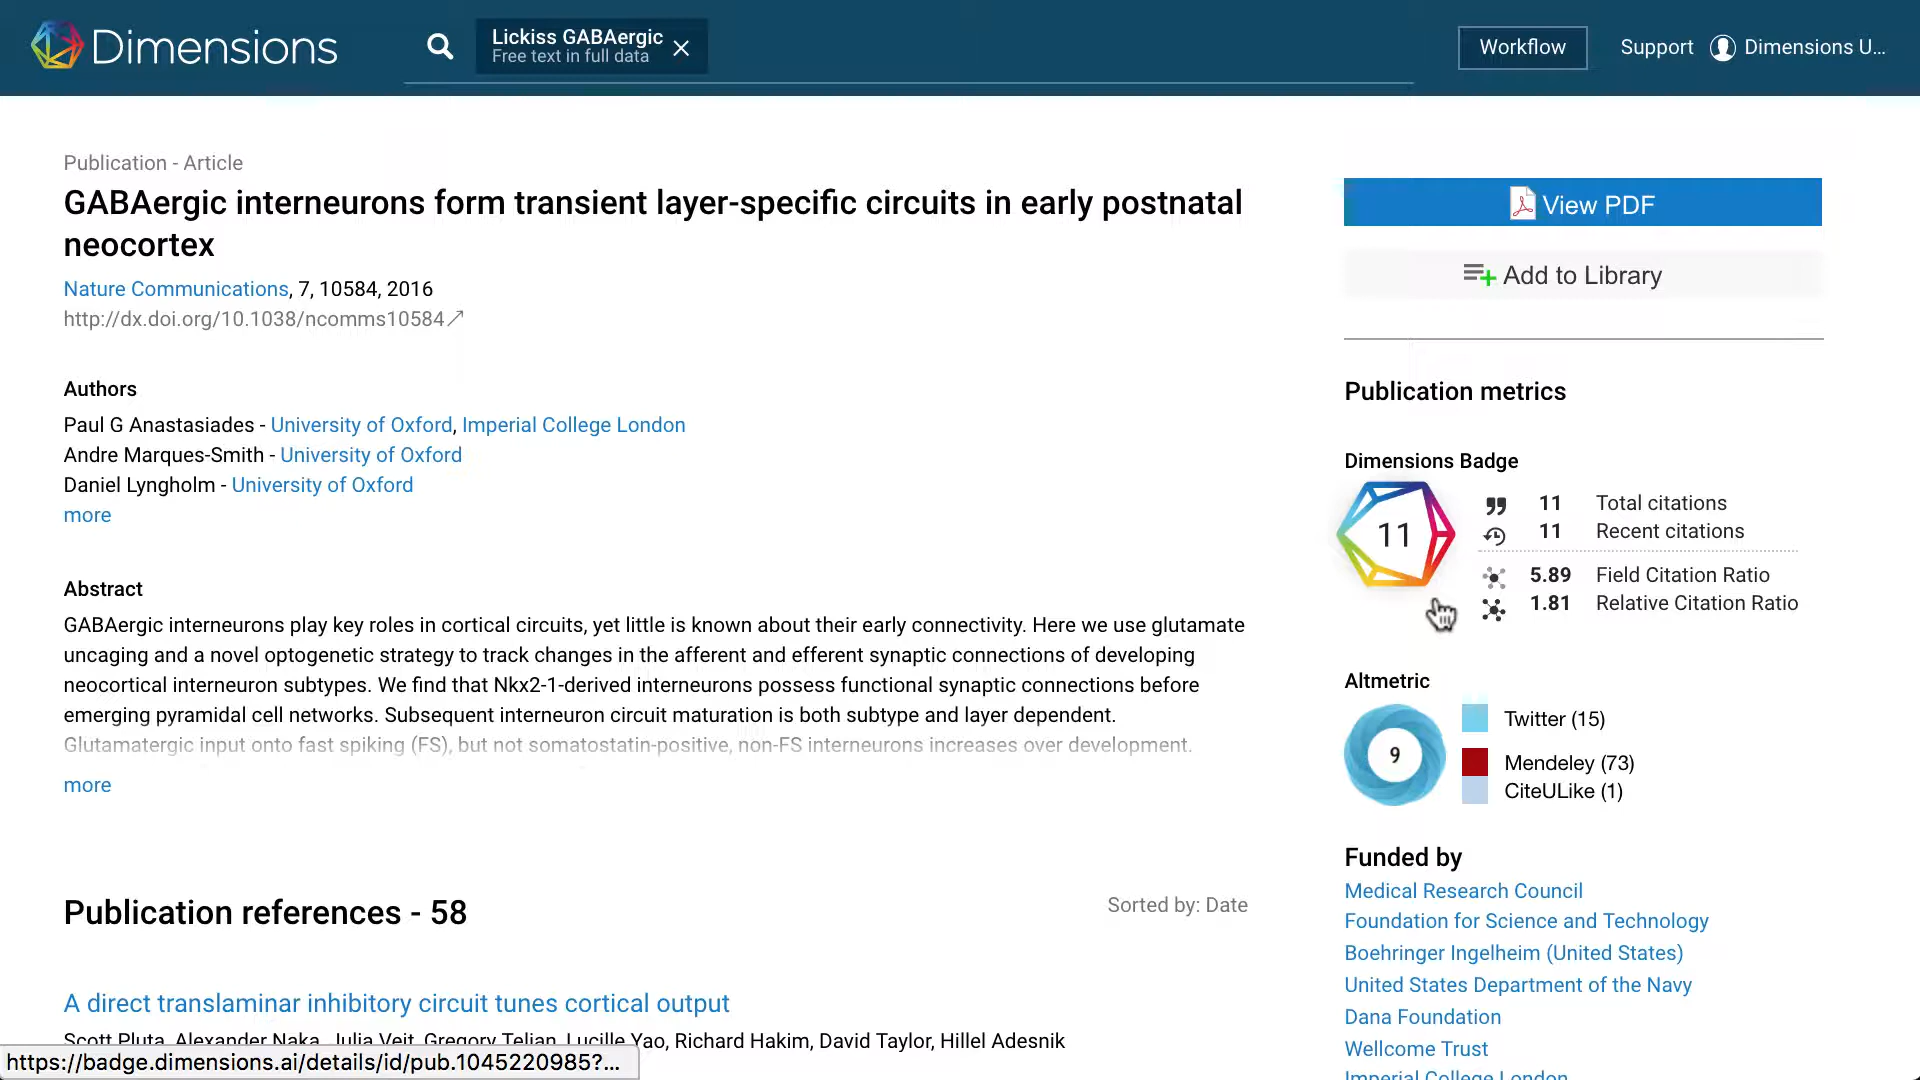 Dimensions
Lickiss GABAergic
Free text in full data
Workflow
Support
Dimensions U...
Publication - Article
GABAergic interneurons form transient layer-specific circuits in early postnatal
neocortex
Nature Communications, 7, 10584, 2016
http://dx.doi.org/10.1038/ncomms10584
Authors
Paul G Anastasiades - University of Oxford, Imperial College London
Andre Marques-Smith - University of Oxford
Daniel Lyngholm - University of Oxford
more
Abstract
GABAergic interneurons play key roles in cortical circuits, yet little is known about their early connectivity. Here we use glutamate
uncaging and a novel optogenetic strategy to track changes in the afferent and efferent synaptic connections of developing
neocortical interneuron subtypes. We find that Nkx2-1-derived interneurons possess functional synaptic connections before
emerging pyramidal cell networks. Subsequent interneuron circuit maturation is both subtype and layer dependent.
Glutamatergic input onto fast spiking (FS), but not somatostatin-positive, non-FS interneurons increases over development.
more
Publication references - 58
Sorted by: Date
A direct translaminar inhibitory circuit tunes cortical output
Scott Pluta, Alexander Naka, Julia Veit, Gregory Telian, Lucille Yao, Richard Hakim, David Taylor, Hillel Adesnik
https://badge.dimensions.ai/details/id/pub.1045220985?...
View PDF
Add to Library
Publication metrics
Dimensions Badge
11
11 Total citations
11 Recent citations
5.89 Field Citation Ratio
1.81 Relative Citation Ratio
Altmetric
9
Twitter (15)
Mendeley (73)
CiteULike (1)
Funded by
Medical Research Council
Foundation for Science and Technology
Boehringer Ingelheim (United States)
United States Department of the Navy
Dana Foundation
Wellcome Trust
Imperial College London